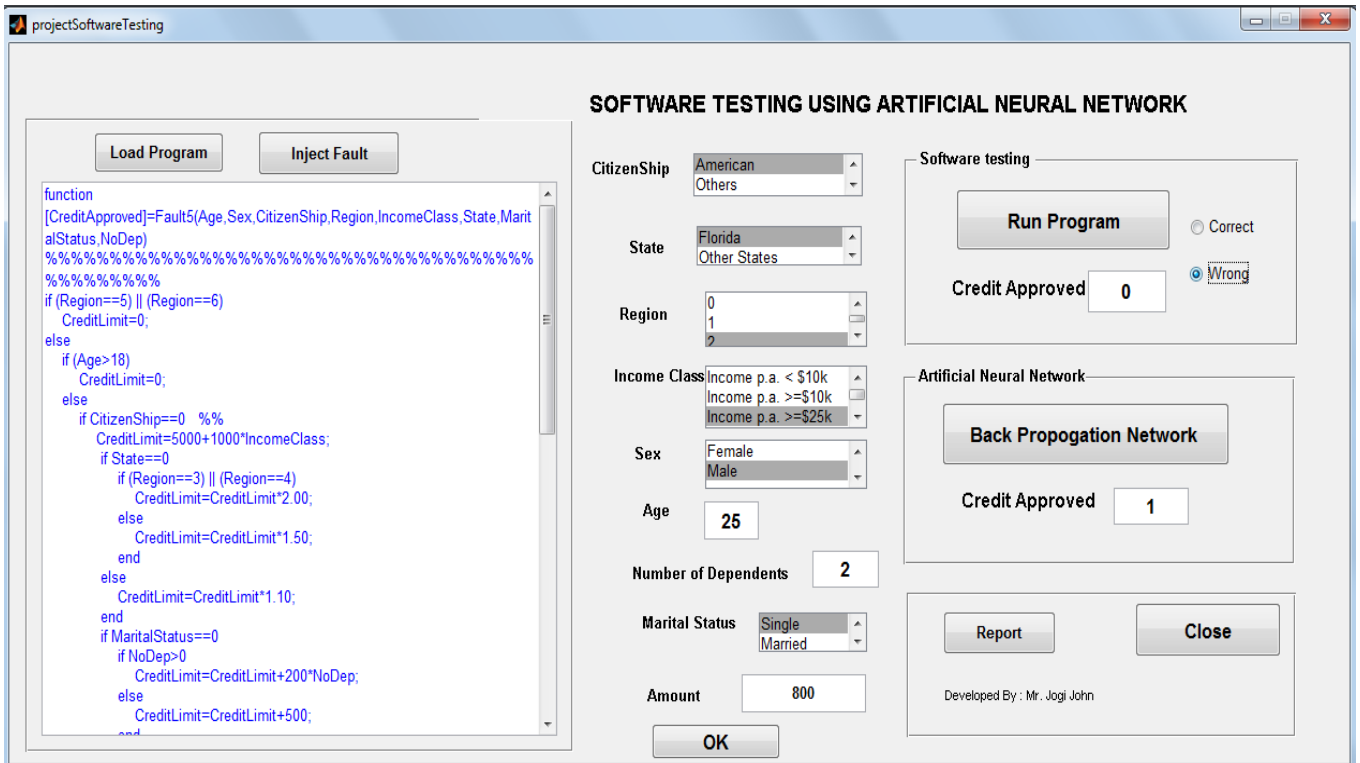 projectSoftwareTesting
SOFTWARE TESTING USING ARTIFICIAL NEURAL NETWORK
Load Program
Inject Fault
function
[CreditApproved]=Fault5(Age,Sex,CitizenShip,Region,IncomeClass,State,Marit
alStatus,NoDep)
%%%%%%%%%%%%%%%%%%%%%%%%%%%%%%%%%%%%%%
%%%%%%%%%
if (Region==5) || (Region==6)
CreditLimit=0;
else
if (Age>18)
CreditLimit=0;
else
if CitizenShip==0 %%
CreditLimit=5000+1000*IncomeClass;
if State==0
if (Region==3) || (Region==4)
CreditLimit=CreditLimit*2.00;
else
CreditLimit=CreditLimit*1.50;
end
else
CreditLimit=CreditLimit*1.10;
end
if MaritalStatus==0
if NoDep>0
CreditLimit=CreditLimit+200*NoDep;
else
CreditLimit=CreditLimit+500;
end
CitizenShip
American
Others
State
Florida
Other States
Region
0
1
2
Income Class
Income p.a. < $10k
Income p.a. >=$10k
Income p.a. >=$25k
Sex
Female
Male
Age
25
Number of Dependents
2
Marital Status
Single
Married
Amount
800
OK
Software testing
Run Program
Correct
Wrong
Credit Approved
0
Artificial Neural Network
Back Propogation Network
Credit Approved
1
Report
Close
Developed By : Mr. Jogi John